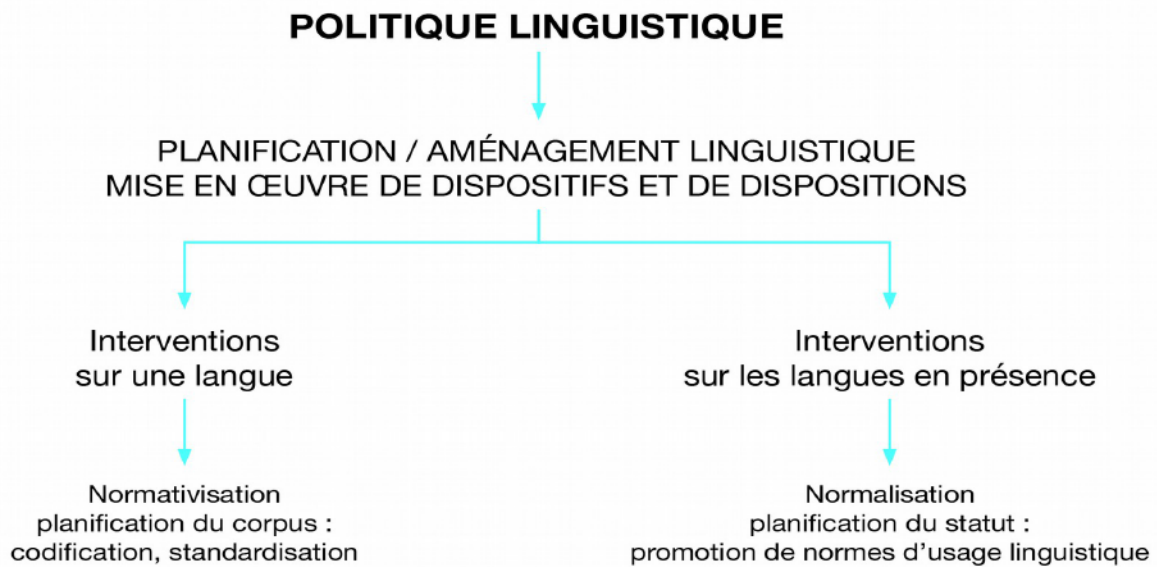 POLITIQUE LINGUISTIQUE
PLANIFICATION / AMÉNAGEMENT LINGUISTIQUE
MISE EN ŒUVRE DE DISPOSITIFS ET DE DISPOSITIONS
Interventions
sur une langue
Interventions
sur les langues en présence
Normativisation
planification du corpus :
codification, standardisation
Normalisation
planification du statut :
promotion de normes d'usage linguistique